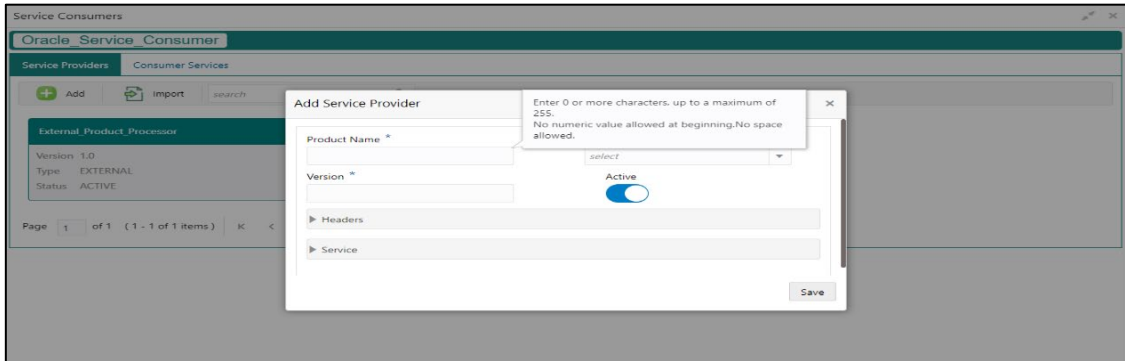 Service Consumers
Oracle_Service_Consumer
Service Providers
Consumer Services
Add
Import
search
External_Product_Processor
Version 1.0
Type EXTERNAL
Status ACTIVE
Page 1 of 1 (1 - 1 of 1 items)
Add Service Provider
Enter 0 or more characters, up to a maximum of
255.
No numeric value allowed at beginning.No space
allowed.
Product Name *
select
Version *
Active
Headers
Service
Save